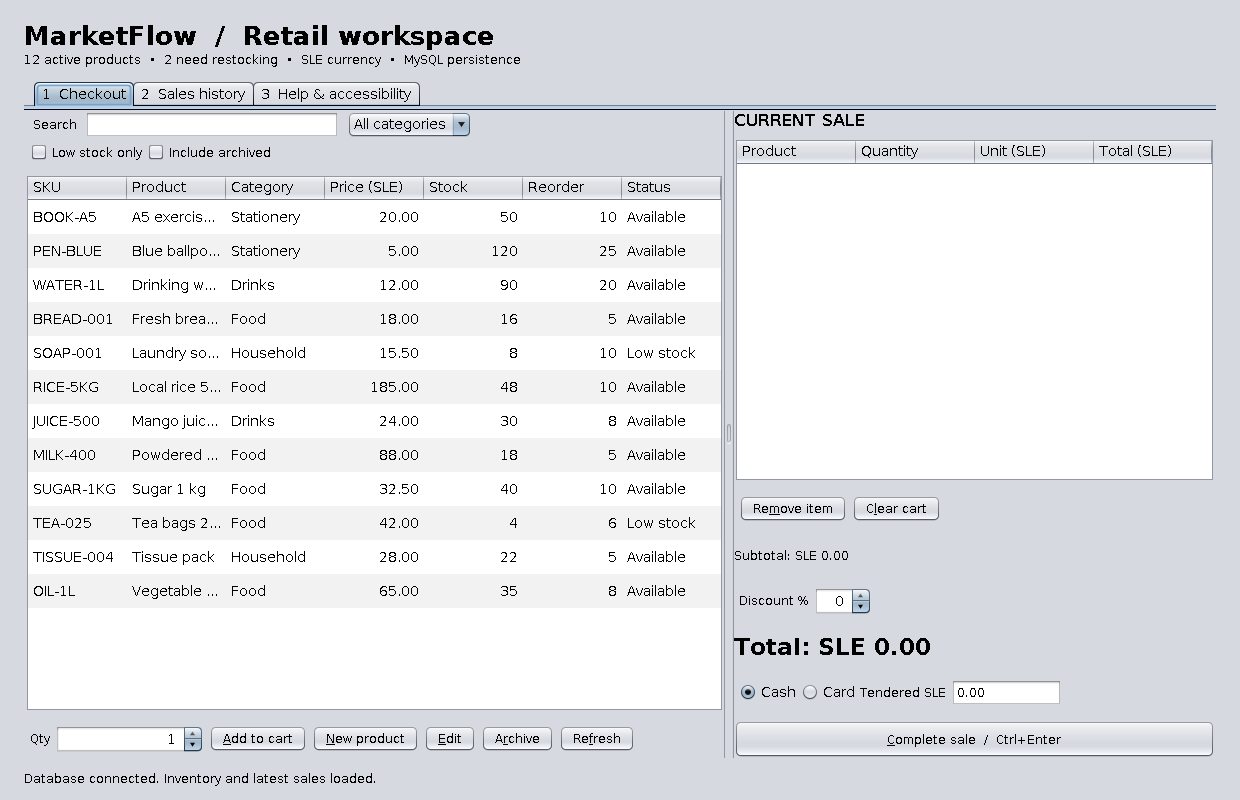 MarketFlow / Retail workspace
12 active products • 2 need restocking • SLE currency • MySQL persistence
1 Checkout 2 Sales history 3 Help & accessibility
Search All categories
Low stock only Include archived
SKU Product Category Price (SLE) Stock Reorder Status
BOOK-A5 A5 exercis... Stationery 20.00 50 10 Available
PEN-BLUE Blue ballpo... Stationery 5.00 120 25 Available
WATER-1L Drinking w... Drinks 12.00 90 20 Available
BREAD-001 Fresh brea... Food 18.00 16 5 Available
SOAP-001 Laundry so... Household 15.50 8 10 Low stock
RICE-5KG Local rice 5... Food 185.00 48 10 Available
JUICE-500 Mango juic... Drinks 24.00 30 8 Available
MILK-400 Powdered ... Food 88.00 18 5 Available
SUGAR-1KG Sugar 1 kg Food 32.50 40 10 Available
TEA-025 Tea bags 2... Food 42.00 4 6 Low stock
TISSUE-004 Tissue pack Household 28.00 22 5 Available
OIL-1L Vegetable ... Food 65.00 35 8 Available
Qty 1 Add to cart New product Edit Archive Refresh
CURRENT SALE
Product Quantity Unit (SLE) Total (SLE)
Remove item Clear cart
Subtotal: SLE 0.00
Discount % 0
Total: SLE 0.00
Cash Card Tendered SLE 0.00
Complete sale / Ctrl+Enter
Database connected. Inventory and latest sales loaded.